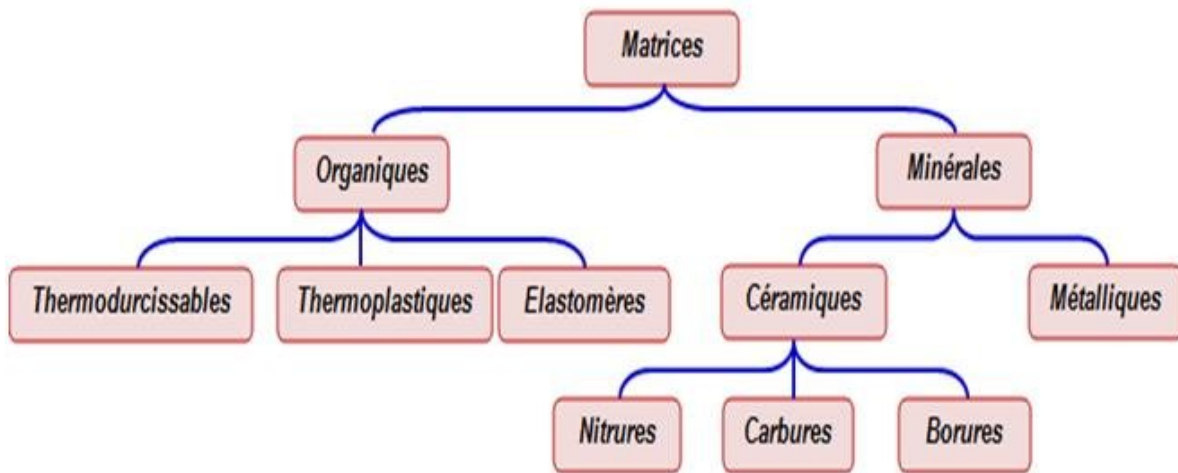 Matrices
Organiques
Minérales
Thermodurcissables
Thermoplastiques
Elastomères
Céramiques
Métalliques
Nitrures
Carbures
Borures